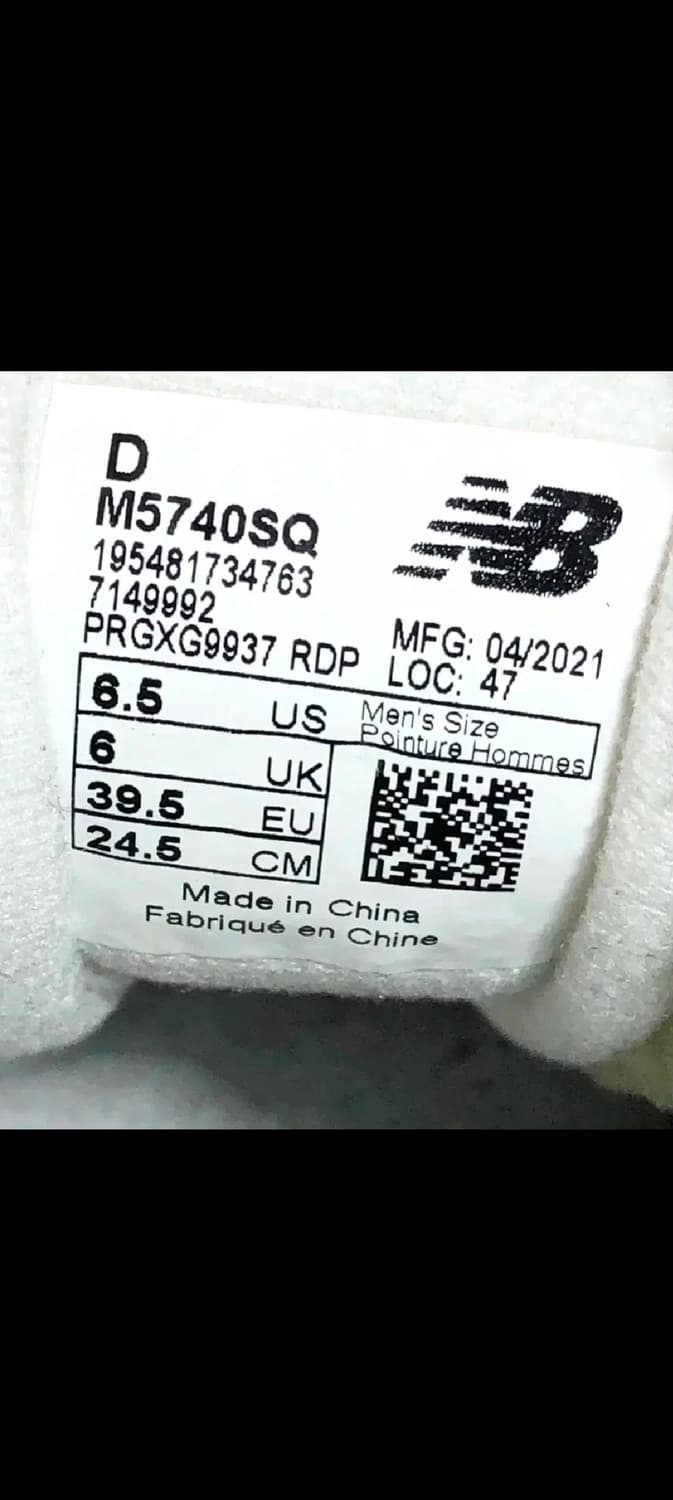 D
M5740SQ
195481734763
7149992
PRGXG9937 RDP
NB
MFG: 04/2021
LOC: 47
6.5 US Men's Size
Pointure Hommes
6 UK
39.5 EU
24.5 CM
Made in China
Fabriqué en Chine